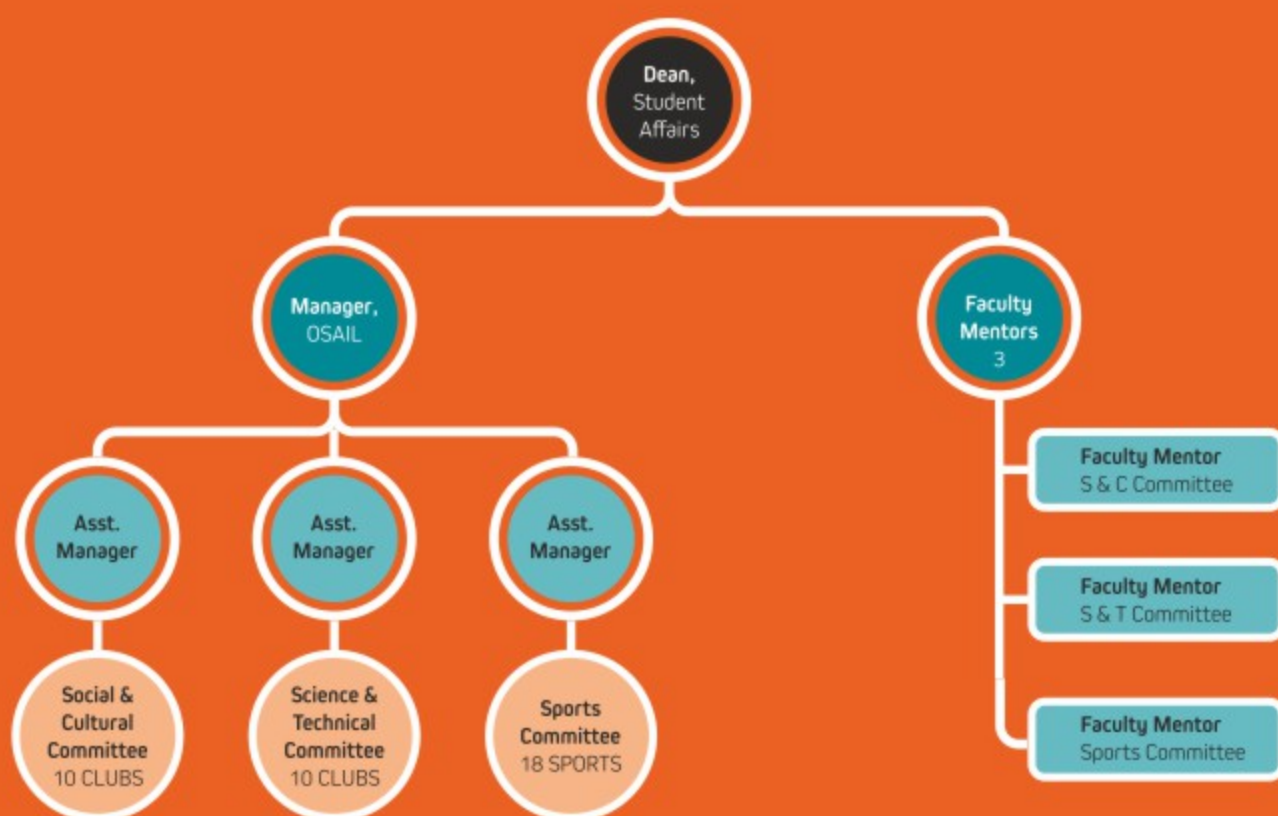 Dean,
Student
Affairs
Manager,
OSAIL
Faculty
Mentors
3
Asst.
Manager
Asst.
Manager
Asst.
Manager
Social &
Cultural
Committee
10 CLUBS
Science &
Technical
Committee
10 CLUBS
Sports
Committee
18 SPORTS
Faculty Mentor
S & C Committee
Faculty Mentor
S & T Committee
Faculty Mentor
Sports Committee